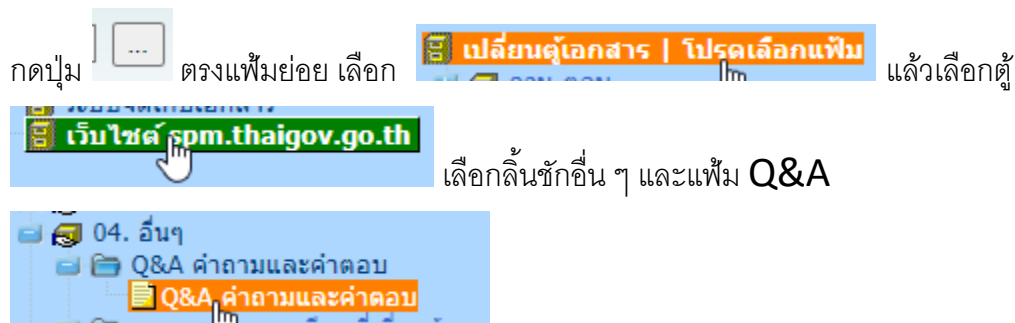 กดปุ่ม ... ตรงแฟ้มย่อย เลือก เปลี่ยนตู้เอกสาร | โปรดเลือกแฟ้ม แล้วเลือกตู้
เว็บไซต์ spm.thaigov.go.th เลือกลิ้นชักอื่น ๆ และแฟ้ม Q&A
04. อื่นๆ
Q&A คำถามและคำตอบ
Q&A คำถามและคำตอบ